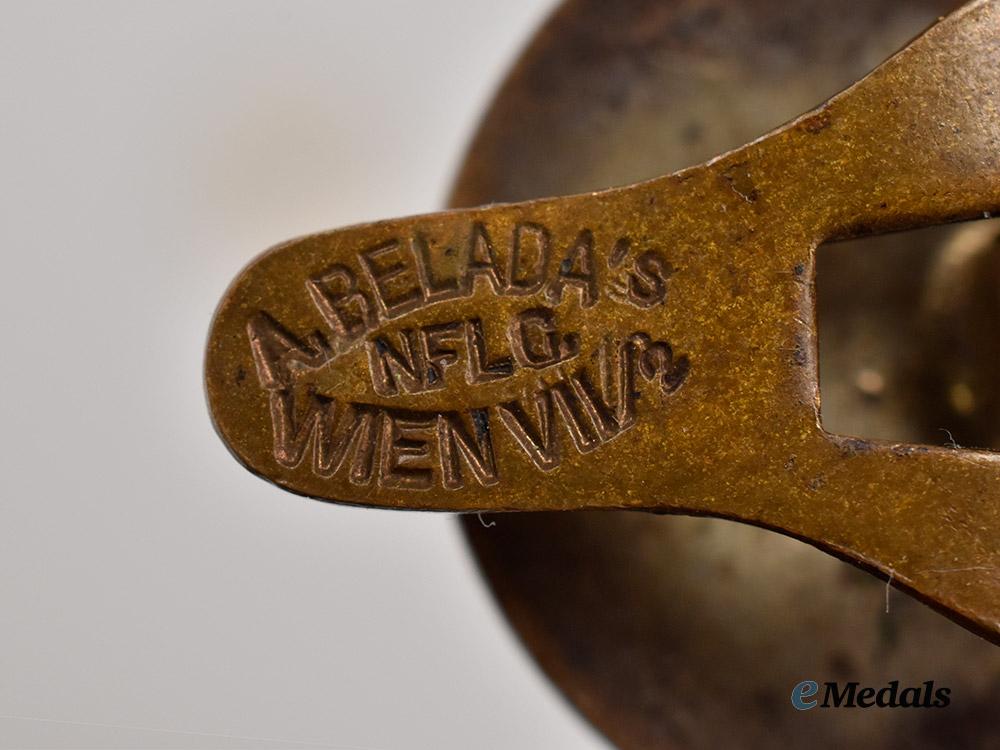 A. BELADA'S
NFLG.
WIEN VII/3
eMedals